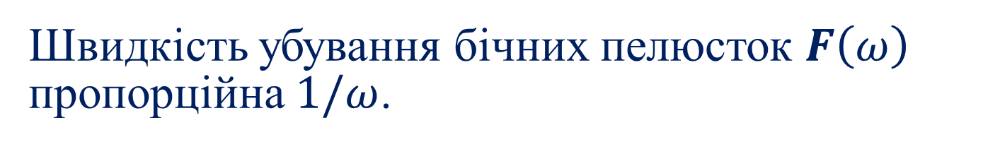 Швидкість убування бічних пелюсток F(ω)
пропорційна 1/ω.